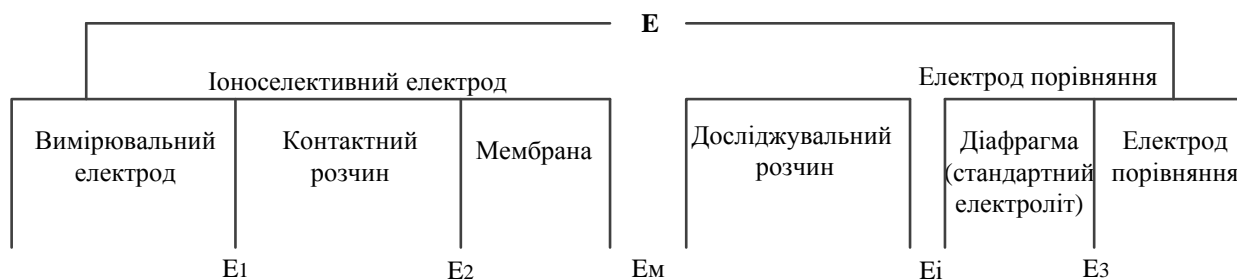 E
Іоноселективний електрод
Електрод порівняння
Вимірювальний
електрод
Контактний
розчин
Мембрана
Досліджувальний
розчин
Діафрагма
(стандартний
електроліт)
Електрод
порівняння
E1
E2
Eм
Ei
E3